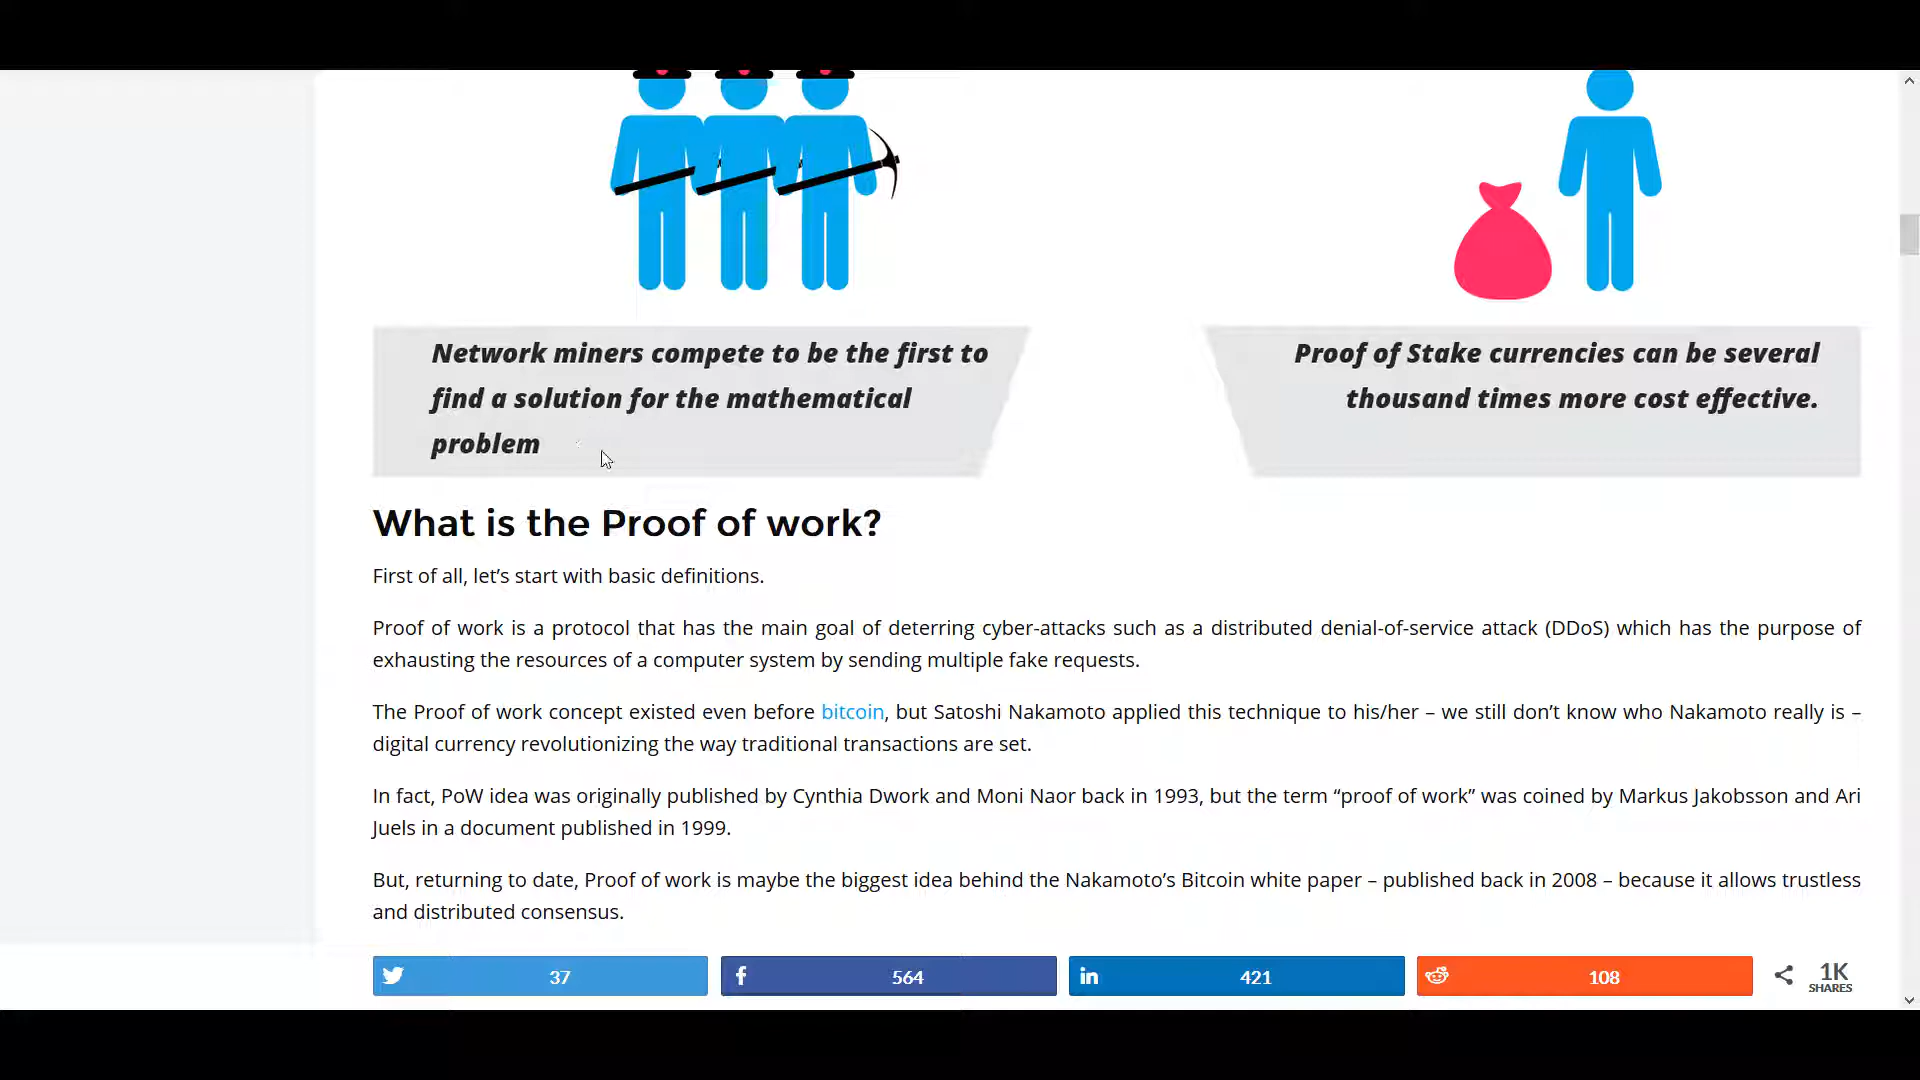 Network miners compete to be the first to
find a solution for the mathematical
problem
Proof of Stake currencies can be several
thousand times more cost effective.
What is the Proof of work?
First of all, let’s start with basic definitions.
Proof of work is a protocol that has the main goal of deterring cyber-attacks such as a distributed denial-of-service attack (DDoS) which has the purpose of
exhausting the resources of a computer system by sending multiple fake requests.
The Proof of work concept existed even before bitcoin, but Satoshi Nakamoto applied this technique to his/her – we still don’t know who Nakamoto really is –
digital currency revolutionizing the way traditional transactions are set.
In fact, PoW idea was originally published by Cynthia Dwork and Moni Naor back in 1993, but the term “proof of work” was coined by Markus Jakobsson and Ari
Juels in a document published in 1999.
But, returning to date, Proof of work is maybe the biggest idea behind the Nakamoto’s Bitcoin white paper – published back in 2008 – because it allows trustless
and distributed consensus.
37
564
421
108
1K
SHARES